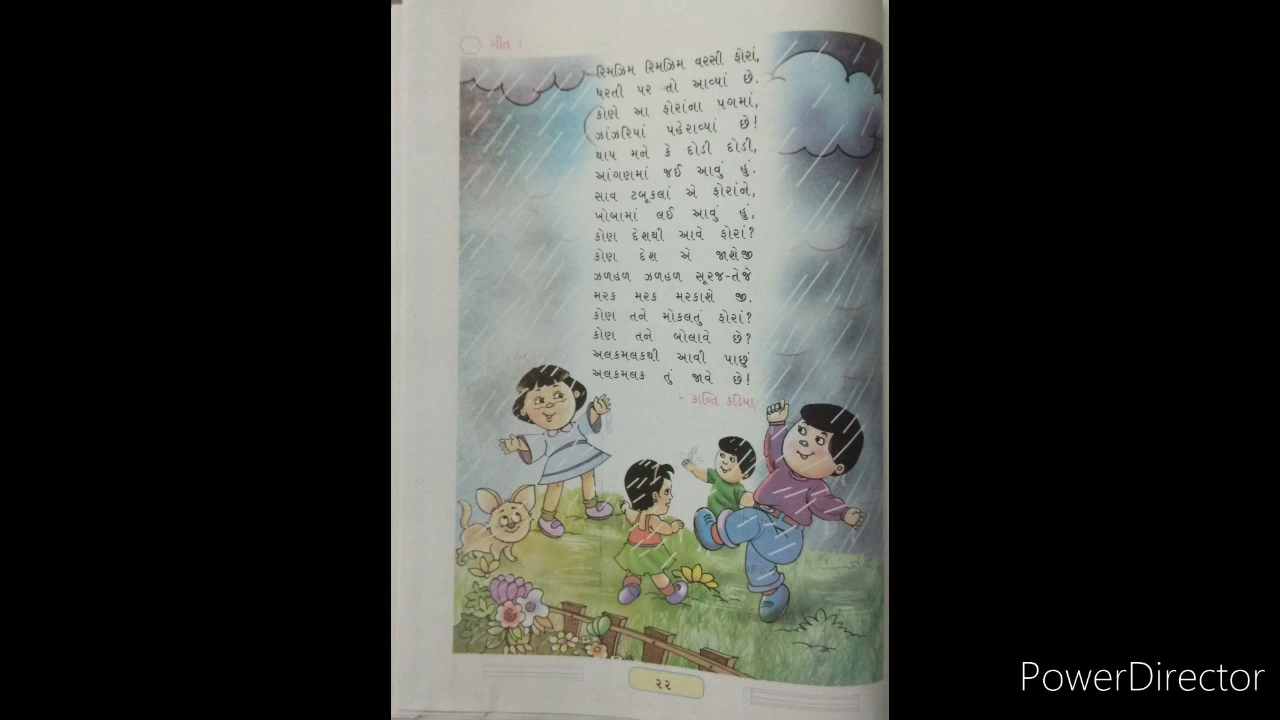 ગીત :
રિમઝિમ રિમઝિમ વરસી ફોરાં,
ધરતી પર તો આવ્યાં છે.
કોણે આ ફોરાંના પગમાં,
ઝાંઝરિયાં પહેરાવ્યાં છે!
થાય મને કે દોડી દોડી,
આંગણમાં જઈ આવું હું.
સાવ ટબૂકલાં એ ફોરાંને,
ખોબામાં લઈ આવું હું,
કોણ દેશથી આવે ફોરાં?
કોણ દેશ એ જાશેજી
ઝળહળ ઝળહળ સૂરજ-તેજે
મરક મરક મરકાશે જી.
કોણ તને મોકલતું ફોરાં?
કોણ તને બોલાવે છે?
અલકમલકથી આવી પાછું
અલકમલક તું જાવે છે!
- કાન્તિ કડિયા
૨૨
PowerDirector